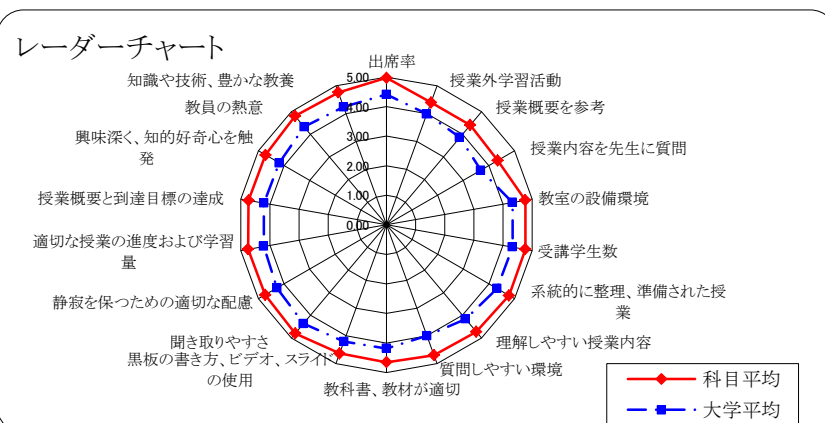 レーダーチャート
出席率
授業外学習活動
授業概要を参考
授業内容を先生に質問
教室の設備環境
受講学生数
系統的に整理、準備された授
業
理解しやすい授業内容
質問しやすい環境
教科書、教材が適切
黒板の書き方、ビデオ、スライド
の使用
聞き取りやすさ
静寂を保つための適切な配慮
適切な授業の進度および学習
量
授業概要と到達目標の達成
興味深く、知的好奇心を触
発
教員の熱意
知識や技術、豊かな教養
5.00
4.00
3.00
2.00
1.00
0.00
科目平均
大学平均